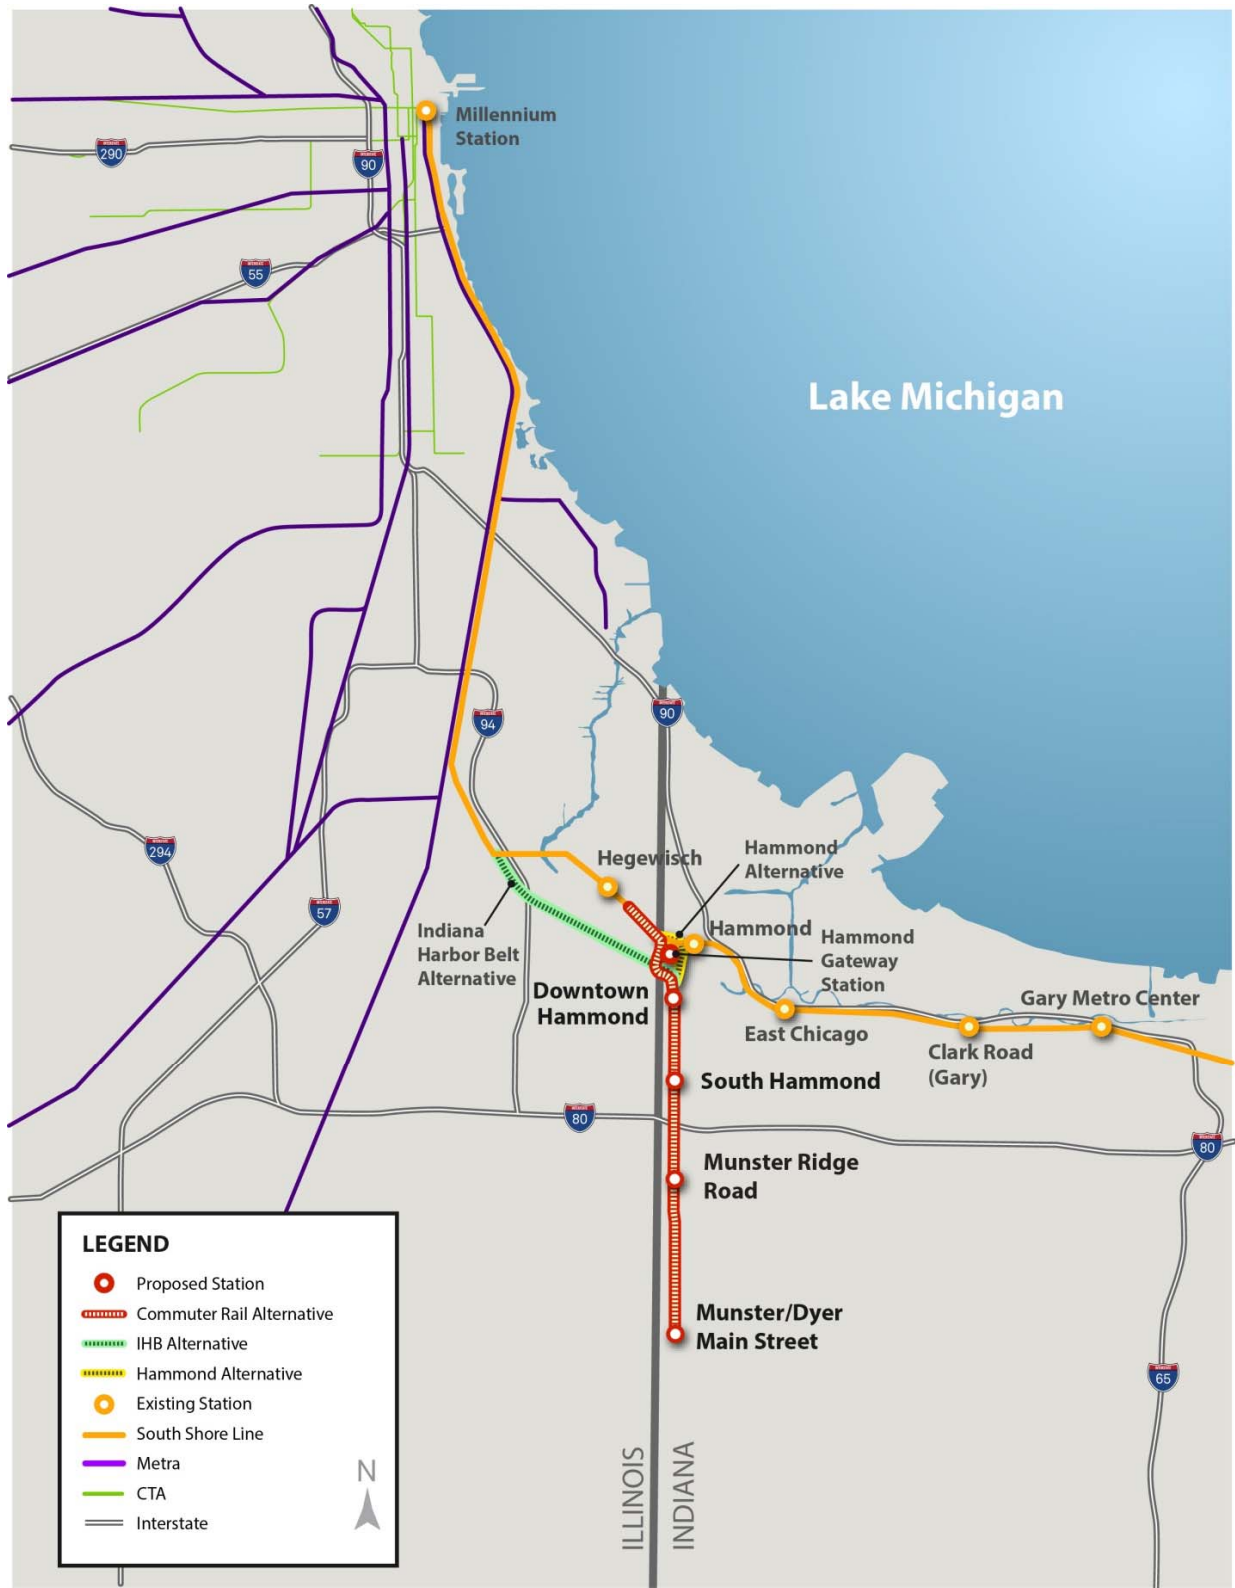 Millennium
Station
290
90
55
Lake Michigan
94
90
294
Hegewisch
Hammond
Alternative
57
Indiana
Harbor Belt
Alternative
Hammond
Hammond
Gateway
Station
Downtown
Hammond
East Chicago
Gary Metro Center
Clark Road
(Gary)
South Hammond
80
80
Munster Ridge
Road
Munster/Dyer
Main Street
65
ILLINOIS
INDIANA
LEGEND
Proposed Station
Commuter Rail Alternative
IHB Alternative
Hammond Alternative
Existing Station
South Shore Line
Metra
CTA
Interstate
N